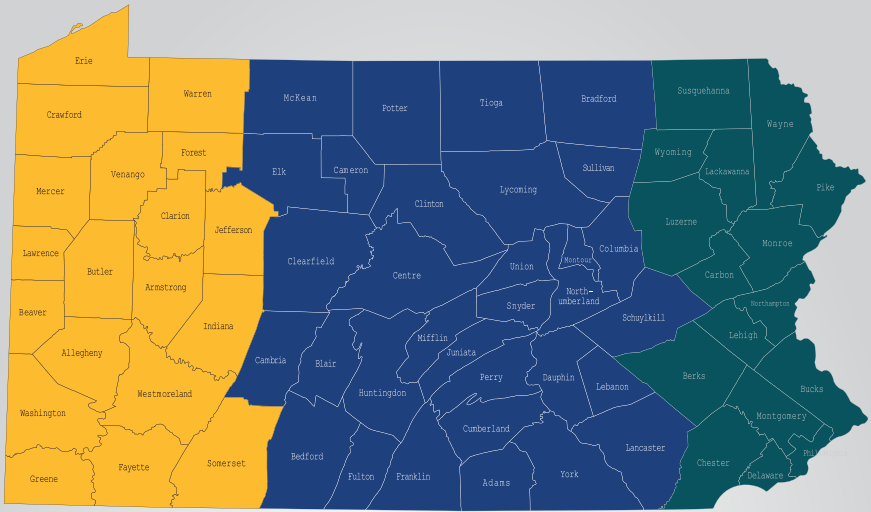 Erie
Warren
McKean
Potter
Tioga
Bradford
Susquehanna
Wayne
Crawford
Forest
Elk
Cameron
Sullivan
Wyoming
Lackawanna
Pike
Mercer
Venango
Clarion
Jefferson
Clinton
Lycoming
Columbia
Luzerne
Monroe
Lawrence
Butler
Clearfield
Centre
Union
Montour
North-
umberland
Carbon
Beaver
Armstrong
Indiana
Snyder
Schuylkill
Northampton
Lehigh
Allegheny
Cambria
Blair
Mifflin
Juniata
Perry
Dauphin
Lebanon
Berks
Bucks
Washington
Westmoreland
Huntingdon
Cumberland
Montgomery
Greene
Fayette
Somerset
Bedford
Fulton
Franklin
Adams
York
Lancaster
Chester
Delaware